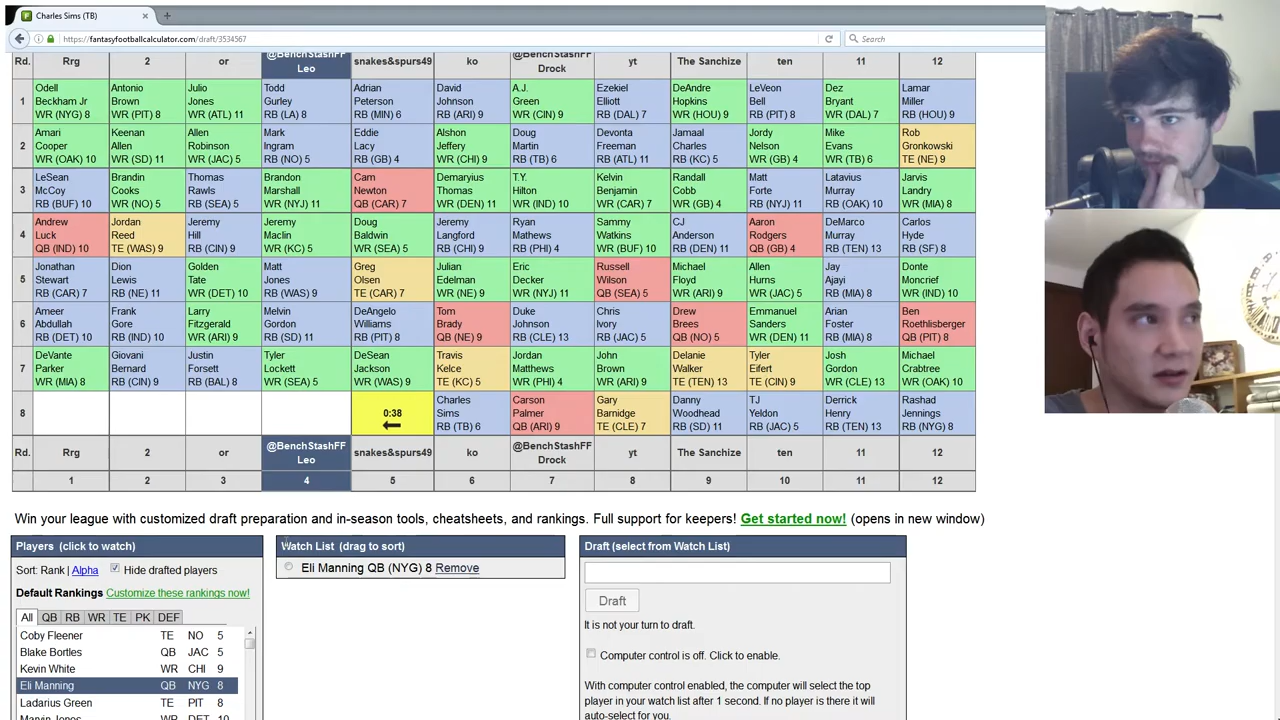 Charles Sims (TB)
https://fantasyfootballcalculator.com/draft/3534567
Search
Rd. Rrg 2 or @BenchStashFF Leo snakes&spurs49 ko @BenchStashFF Drock yt The Sanchize ten 11 12
1
Odell Beckham Jr WR (NYG) 8
Antonio Brown WR (PIT) 8
Julio Jones WR (ATL) 11
Todd Gurley RB (LA) 8
Adrian Peterson RB (MIN) 6
David Johnson RB (ARI) 9
A.J. Green WR (CIN) 9
Ezekiel Elliott RB (DAL) 7
DeAndre Hopkins WR (HOU) 9
LeVeon Bell RB (PIT) 8
Dez Bryant WR (DAL) 7
Lamar Miller RB (HOU) 9
2
Amari Cooper WR (OAK) 10
Keenan Allen WR (SD) 11
Allen Robinson WR (JAC) 5
Mark Ingram RB (NO) 5
Eddie Lacy RB (GB) 4
Alshon Jeffery WR (CHI) 9
Doug Martin RB (TB) 6
Devonta Freeman RB (ATL) 11
Jamaal Charles RB (KC) 5
Jordy Nelson WR (GB) 4
Mike Evans WR (TB) 6
Rob Gronkowski TE (NE) 9
3
LeSean McCoy RB (BUF) 10
Brandin Cooks WR (NO) 5
Thomas Rawls RB (SEA) 5
Brandon Marshall WR (NYJ) 11
Cam Newton QB (CAR) 7
Demaryius Thomas WR (DEN) 11
T.Y. Hilton WR (IND) 10
Kelvin Benjamin WR (CAR) 7
Randall Cobb WR (GB) 4
Matt Forte RB (NYJ) 11
Latavius Murray RB (OAK) 10
Jarvis Landry WR (MIA) 8
4
Andrew Luck QB (IND) 10
Jordan Reed TE (WAS) 9
Jeremy Hill RB (CIN) 9
Jeremy Maclin WR (KC) 5
Doug Baldwin WR (SEA) 5
Jeremy Langford RB (CHI) 9
Ryan Mathews RB (PHI) 4
Sammy Watkins WR (BUF) 10
CJ Anderson RB (DEN) 11
Aaron Rodgers QB (GB) 4
DeMarco Murray RB (TEN) 13
Carlos Hyde RB (SF) 8
5
Jonathan Stewart RB (CAR) 7
Dion Lewis RB (NE) 11
Golden Tate WR (DET) 10
Matt Jones RB (WAS) 9
Greg Olsen TE (CAR) 7
Julian Edelman WR (NE) 9
Eric Decker WR (NYJ) 11
Russell Wilson QB (SEA) 5
Michael Floyd WR (ARI) 9
Allen Hurns WR (JAC) 5
Jay Ajayi RB (MIA) 8
Donte Moncrief WR (IND) 10
6
Ameer Abdullah RB (DET) 10
Frank Gore RB (IND) 10
Larry Fitzgerald WR (ARI) 9
Melvin Gordon RB (SD) 11
DeAngelo Williams RB (PIT) 8
Tom Brady QB (NE) 9
Duke Johnson RB (CLE) 13
Chris Ivory RB (JAC) 5
Drew Brees QB (NO) 5
Emmanuel Sanders WR (DEN) 11
Arian Foster RB (MIA) 8
Ben Roethlisberger QB (PIT) 8
7
DeVante Parker WR (MIA) 8
Giovani Bernard RB (CIN) 9
Justin Forsett RB (BAL) 8
Tyler Lockett WR (SEA) 5
DeSean Jackson WR (WAS) 9
Travis Kelce TE (KC) 5
Jordan Matthews WR (PHI) 4
John Brown WR (ARI) 9
Delanie Walker TE (TEN) 13
Tyler Eifert TE (CIN) 9
Josh Gordon WR (CLE) 13
Michael Crabtree WR (OAK) 10
8
0:38
Charles Sims RB (TB) 6
Carson Palmer QB (ARI) 9
Gary Barnidge TE (CLE) 7
Danny Woodhead RB (SD) 11
TJ Yeldon RB (JAC) 5
Derrick Henry RB (TEN) 13
Rashad Jennings RB (NYG) 8
Rd. Rrg 2 or @BenchStashFF Leo snakes&spurs49 ko @BenchStashFF Drock yt The Sanchize ten 11 12
Rd. 1 2 3 4 5 6 7 8 9 10 11 12
Win your league with customized draft preparation and in-season tools, cheatsheets, and rankings. Full support for keepers! Get started now! (opens in new window)
Players (click to watch)
Sort: Rank | Alpha Hide drafted players
Default Rankings Customize these rankings now!
All QB RB WR TE PK DEF
Coby Fleener TE NO 5
Blake Bortles QB JAC 5
Kevin White WR CHI 9
Eli Manning QB NYG 8
Ladarius Green TE PIT 8
Marvin Jones WR DET 10
Watch List (drag to sort)
Eli Manning QB (NYG) 8 Remove
Draft (select from Watch List)
Draft
It is not your turn to draft.
Computer control is off. Click to enable.
With computer control enabled, the computer will select the top
player in your watch list after 1 second. If no player is there it will
auto-select for you.